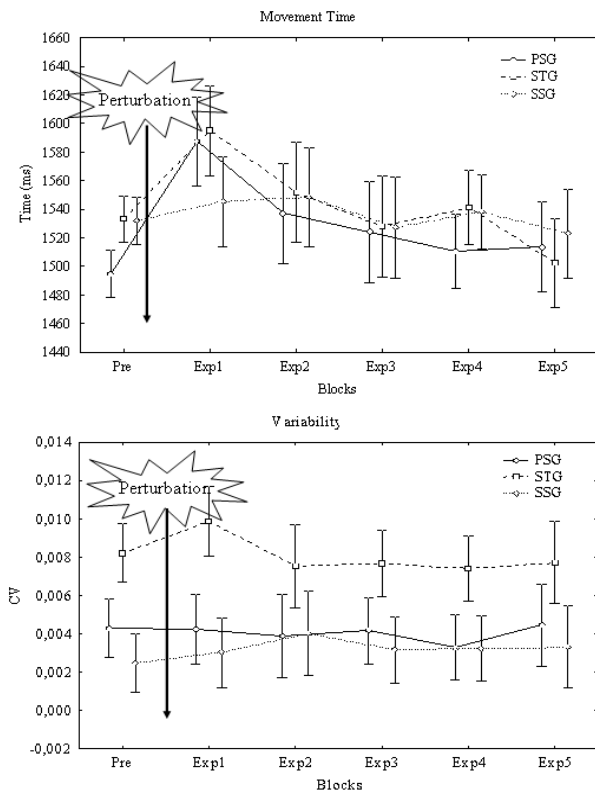 Movement Time
1660
1640
1620
1600
1580
1560
1540
1520
1500
1480
1460
1440
Time (ms)
Perturbation
PSG
STG
SSG
Pre Exp1 Exp2 Exp3 Exp4 Exp5
Blocks
Variability
0,014
0,012
0,010
0,008
0,006
0,004
0,002
0,000
-0,002
CV
Perturbation
PSG
STG
SSG
Pre Exp1 Exp2 Exp3 Exp4 Exp5
Blocks